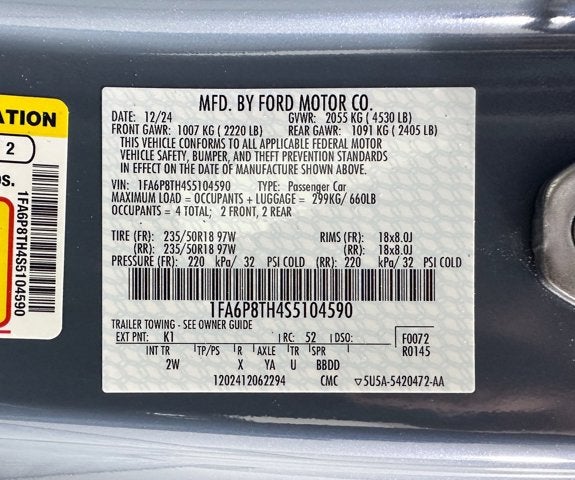 ATION
2
OS.
1FA6P8TH4S5104590
MFD. BY FORD MOTOR CO.
DATE: 12/24 GVWR: 2055 KG ( 4530 LB)
FRONT GAWR: 1007 KG ( 2220 LB) REAR GAWR: 1091 KG ( 2405 LB)
THIS VEHICLE CONFORMS TO ALL APPLICABLE FEDERAL MOTOR
VEHICLE SAFETY, BUMPER, AND THEFT PREVENTION STANDARDS
IN EFFECT ON THE DATE OF MANUFACTURE SHOWN ABOVE.
VIN: 1FA6P8TH4S5104590 TYPE: Passenger Car
MAXIMUM LOAD = OCCUPANTS + LUGGAGE = 299KG/ 660LB
OCCUPANTS = 4 TOTAL; 2 FRONT, 2 REAR
TIRE (FR): 235/50R18 97W RIMS (FR): 18x8.0J
(RR): 235/50R18 97W (RR): 18x8.0J
PRESSURE (FR): 220 kPa/ 32 PSI COLD (RR): 220 kPa/ 32 PSI COLD
1FA6P8TH4S5104590
TRAILER TOWING - SEE OWNER GUIDE
EXT PNT: K1 RC: 52 DSO: F0072
INT TR TP/PS R AXLE TR SPR R0145
2W X YA U BBDD
1202412062294 CMC ▽5U5A-5420472-AA